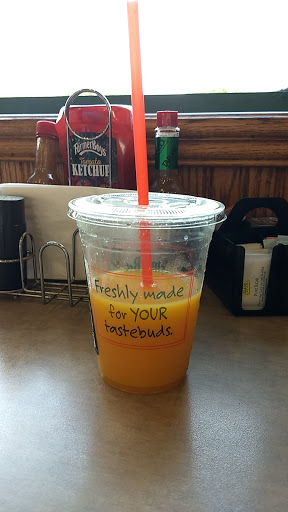 Farmer Boys
Tomato
KETCHUP
Freshly made
for YOUR
tastebuds.